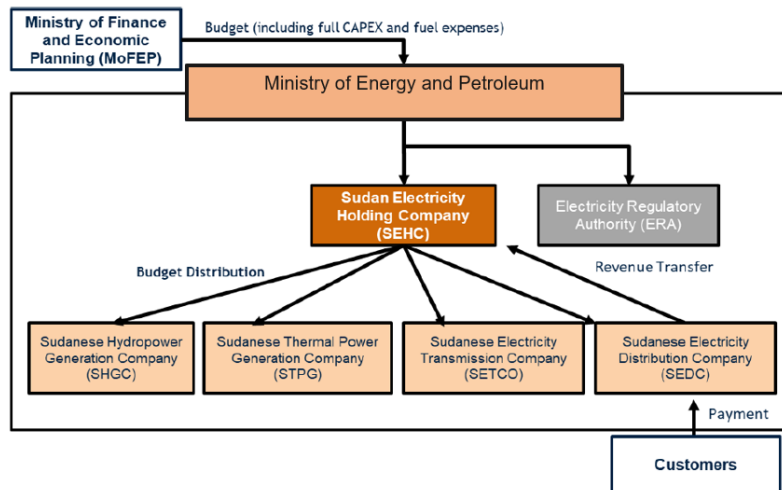 Ministry of Finance
and Economic
Planning (MoFEP)
Budget (including full CAPEX and fuel expenses)
Ministry of Energy and Petroleum
Sudan Electricity
Holding Company
(SEHC)
Electricity Regulatory
Authority (ERA)
Budget Distribution
Revenue Transfer
Sudanese Hydropower
Generation Company
(SHGC)
Sudanese Thermal Power
Generation Company
(STPG)
Sudanese Electricity
Transmission Company
(SETCO)
Sudanese Electricity
Distribution Company
(SEDC)
Payment
Customers